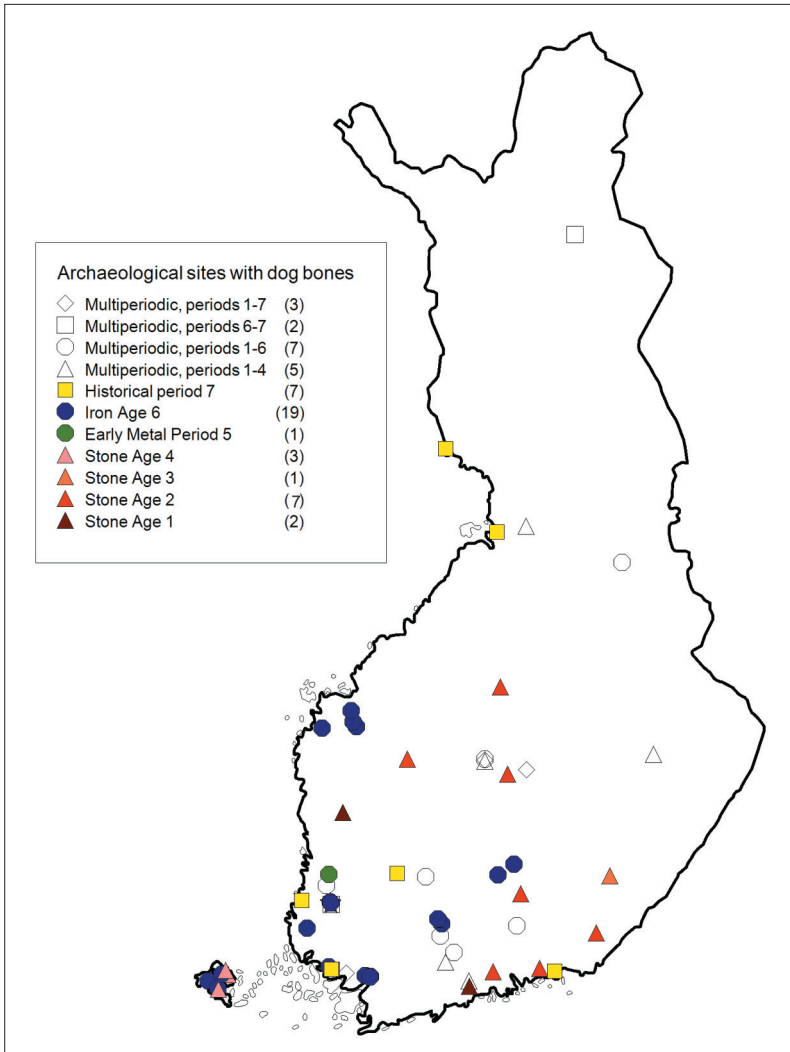 Archaeological sites with dog bones
Multiperiodic, periods 1-7 (3)
Multiperiodic, periods 6-7 (2)
Multiperiodic, periods 1-6 (7)
Multiperiodic, periods 1-4 (5)
Historical period 7 (7)
Iron Age 6 (19)
Early Metal Period 5 (1)
Stone Age 4 (3)
Stone Age 3 (1)
Stone Age 2 (7)
Stone Age 1 (2)